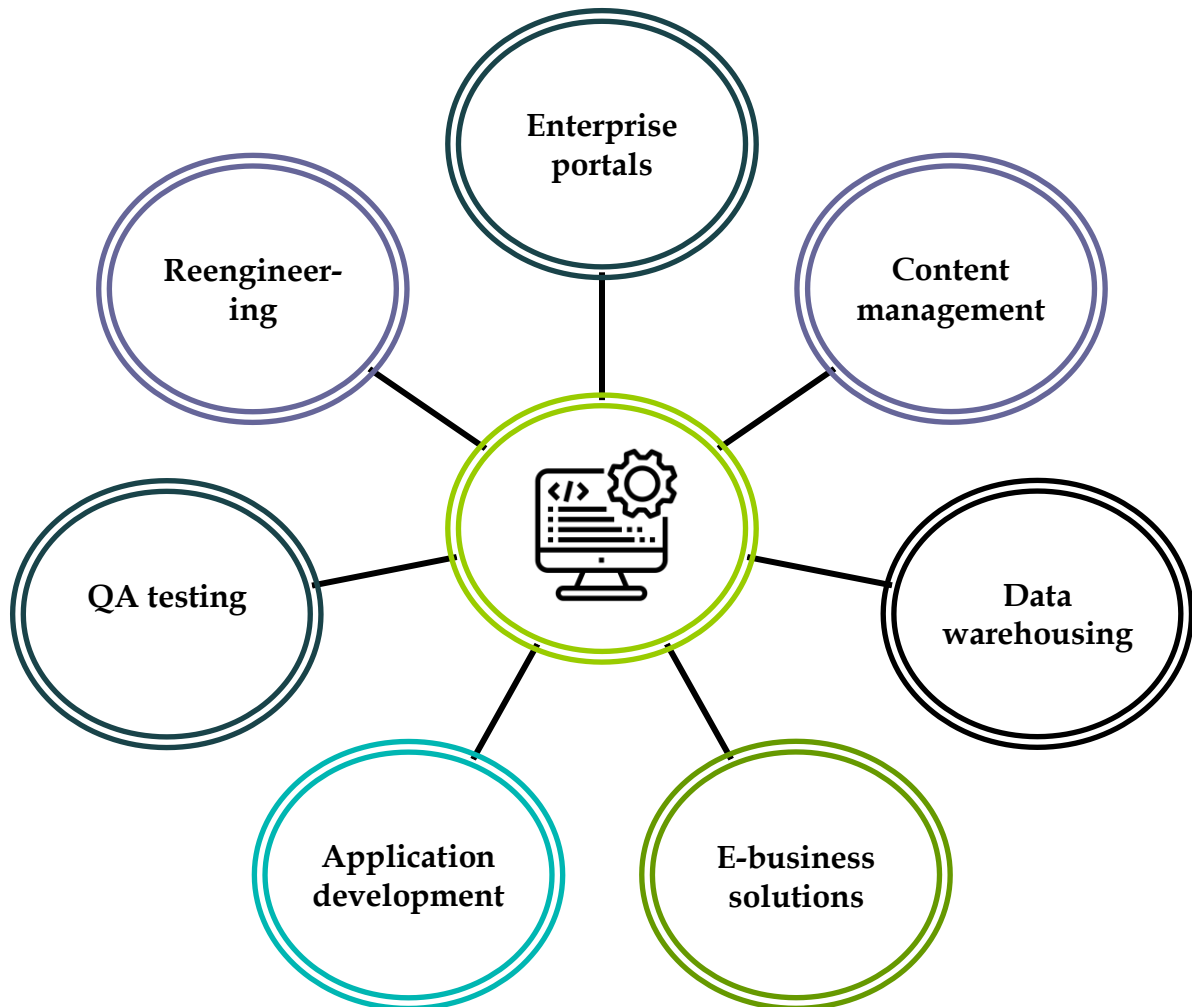 Enterprise
portals
Content
management
Data
warehousing
E-business
solutions
Application
development
QA testing
Reengineer-
ing
</>